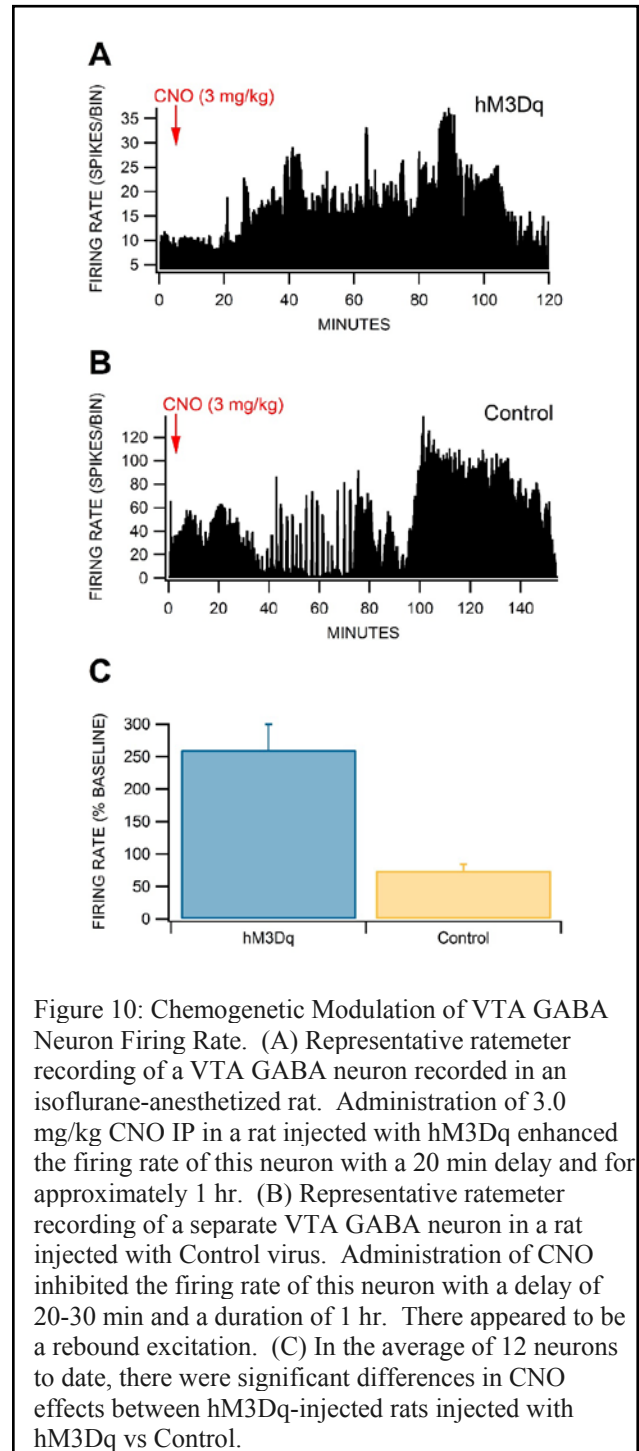 A
CNO (3 mg/kg)
hM3Dq
FIRING RATE (SPIKES/BIN)
35
30
25
20
15
10
5
0 20 40 60 80 100 120
MINUTES
B
CNO (3 mg/kg)
Control
FIRING RATE (SPIKES/BIN)
120
100
80
60
40
20
0
0 20 40 60 80 100 120 140
MINUTES
C
FIRING RATE (% BASELINE)
300
250
200
150
100
50
0
hM3Dq Control
Figure 10: Chemogenetic Modulation of VTA GABA
Neuron Firing Rate. (A) Representative ratemeter
recording of a VTA GABA neuron recorded in an
isoflurane-anesthetized rat. Administration of 3.0
mg/kg CNO IP in a rat injected with hM3Dq enhanced
the firing rate of this neuron with a 20 min delay and for
approximately 1 hr. (B) Representative ratemeter
recording of a separate VTA GABA neuron in a rat
injected with Control virus. Administration of CNO
inhibited the firing rate of this neuron with a delay of
20-30 min and a duration of 1 hr. There appeared to be
a rebound excitation. (C) In the average of 12 neurons
to date, there were significant differences in CNO
effects between hM3Dq-injected rats injected with
hM3Dq vs Control.